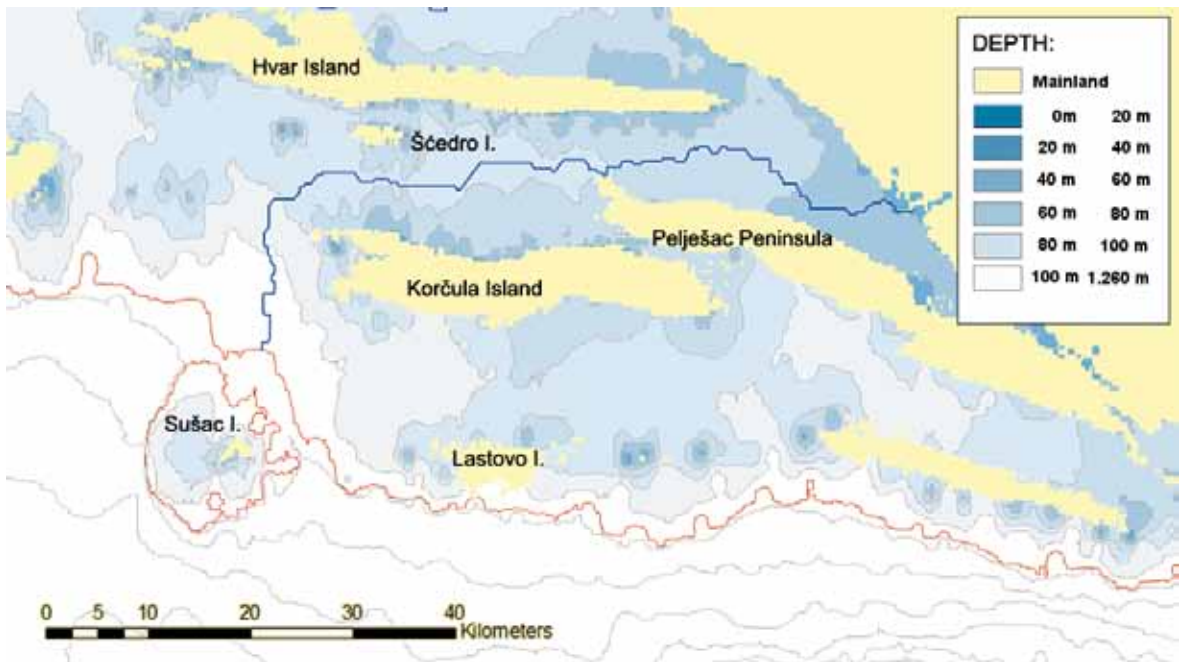 Hvar Island
Šćedro I.
Pelješac Peninsula
Korčula Island
Sušac I.
Lastovo I.
DEPTH:
Mainland
0m 20 m
20 m 40 m
40 m 60 m
60 m 80 m
80 m 100 m
100 m 1.260 m
0 5 10 20 30 40
Kilometers